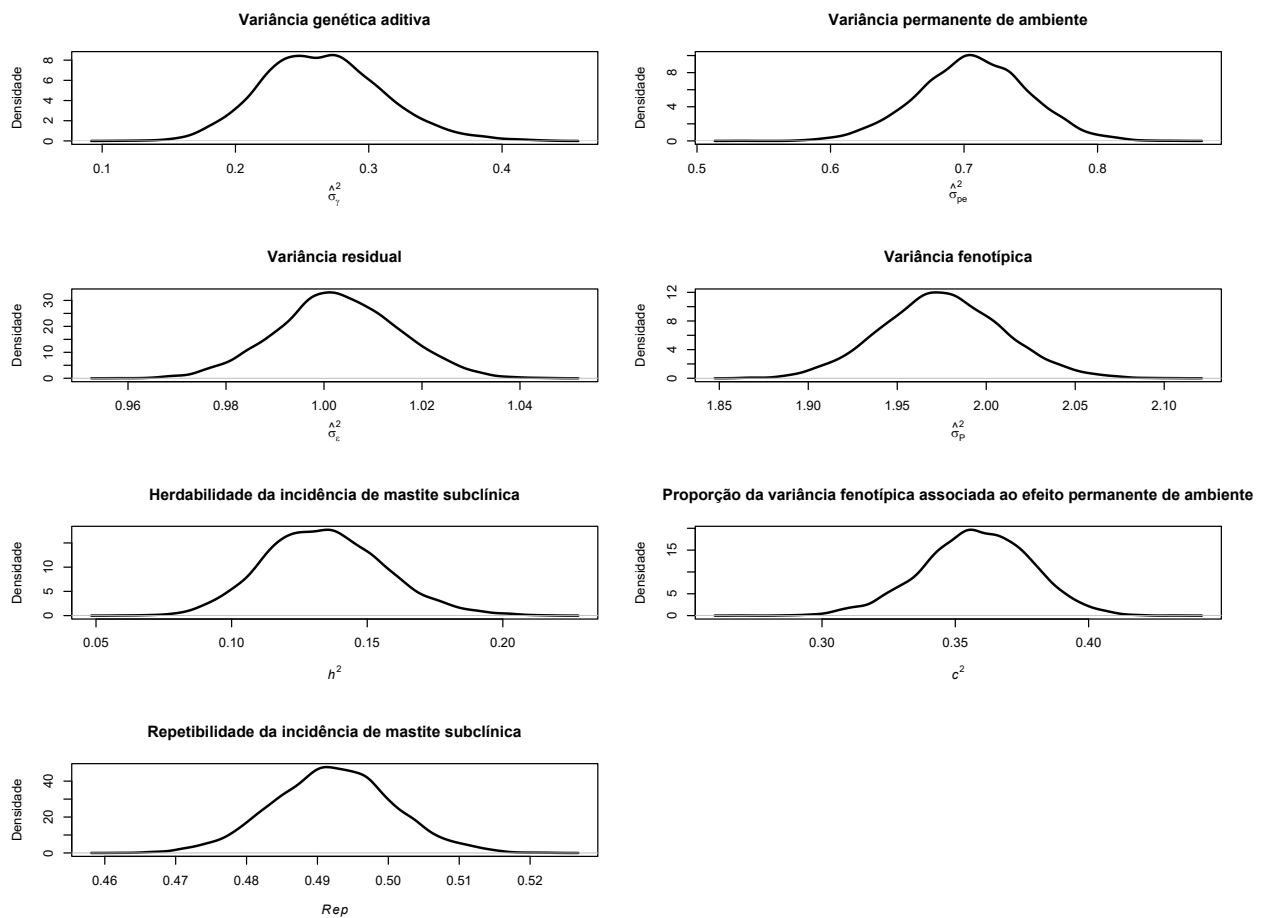 Variância genética aditiva
Densidade
0 2 4 6 8
0.1 0.2 0.3 0.4
σ̂²γ
Variância permanente de ambiente
Densidade
0 4 8
0.5 0.6 0.7 0.8
σ̂²pe
Variância residual
Densidade
0 10 20 30
0.96 0.98 1.00 1.02 1.04
σ̂²ε
Variância fenotípica
Densidade
0 4 8 12
1.85 1.90 1.95 2.00 2.05 2.10
σ̂²P
Herdabilidade da incidência de mastite subclínica
Densidade
0 5 10
0.05 0.10 0.15 0.20
h²
Proporção da variância fenotípica associada ao efeito permanente de ambiente
Densidade
0 5 15
0.30 0.35 0.40
c²
Repetibilidade da incidência de mastite subclínica
Densidade
0 20 40
0.46 0.47 0.48 0.49 0.50 0.51 0.52
Rep